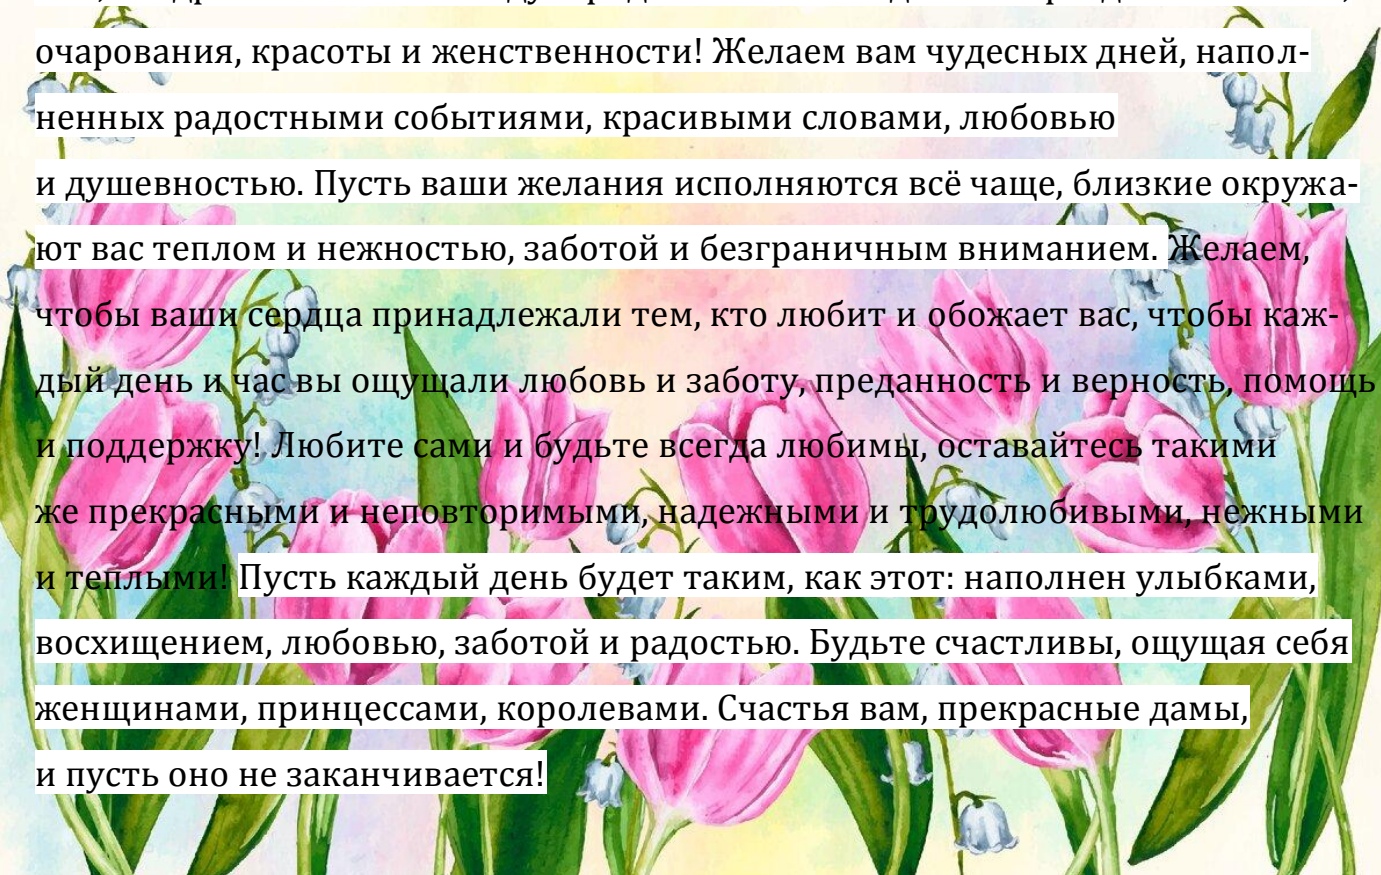 очарования, красоты и женственности! Желаем вам чудесных дней, напол-
ненных радостными событиями, красивыми словами, любовью
и душевностью. Пусть ваши желания исполняются всё чаще, близкие окружа-
ют вас теплом и нежностью, заботой и безграничным вниманием. Желаем,
чтобы ваши сердца принадлежали тем, кто любит и обожает вас, чтобы каж-
дый день и час вы ощущали любовь и заботу, преданность и верность, помощь
и поддержку! Любите сами и будьте всегда любимы, оставайтесь такими
же прекрасными и неповторимыми, надежными и трудолюбивыми, нежными
и теплыми! Пусть каждый день будет таким, как этот: наполнен улыбками,
восхищением, любовью, заботой и радостью. Будьте счастливы, ощущая себя
женщинами, принцессами, королевами. Счастья вам, прекрасные дамы,
и пусть оно не заканчивается!